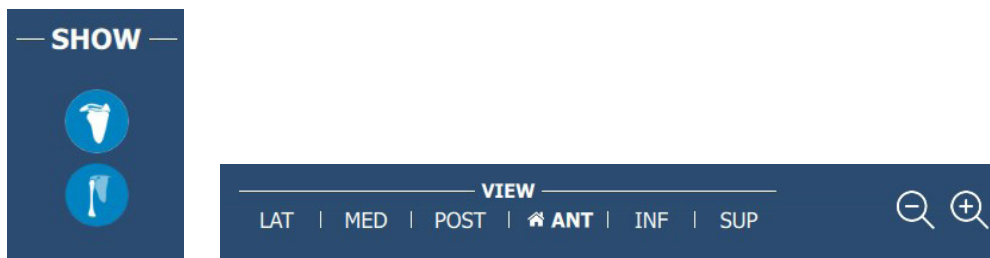 SHOW
VIEW
LAT | MED | POST | ANT | INF | SUP